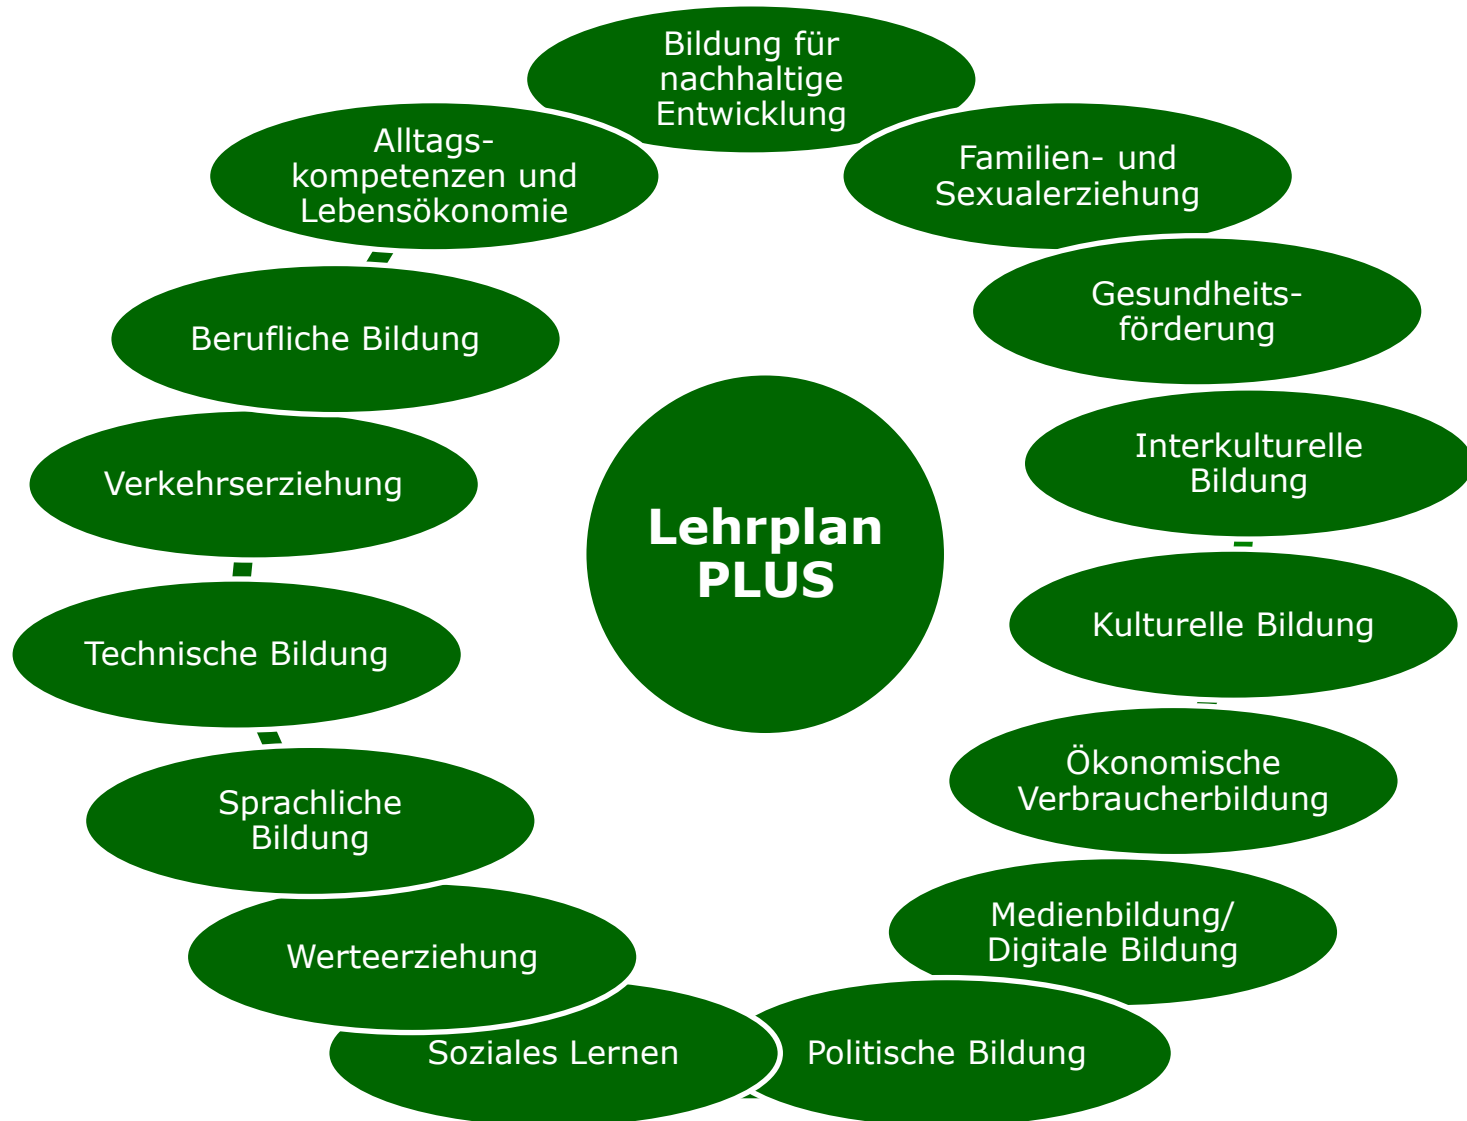 Bildung für
nachhaltige
Entwicklung
Familien- und
Sexualerziehung
Gesundheits-
förderung
Interkulturelle
Bildung
Kulturelle Bildung
Ökonomische
Verbraucherbildung
Medienbildung/
Digitale Bildung
Politische Bildung
Soziales Lernen
Werteerziehung
Sprachliche
Bildung
Technische Bildung
Verkehrserziehung
Berufliche Bildung
Alltags-
kompetenzen und
Lebensökonomie
Lehrplan
PLUS